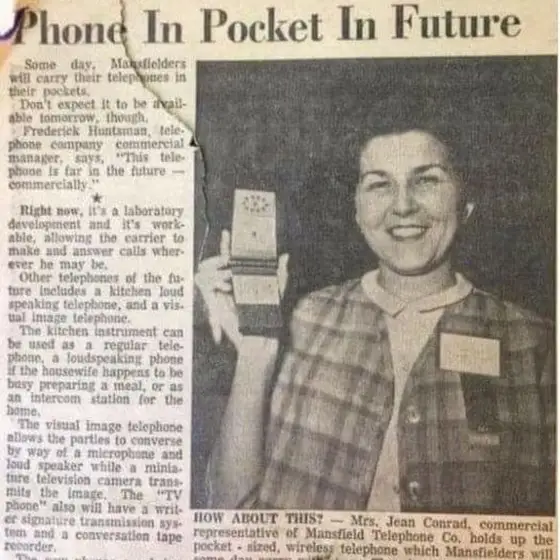 Phone In Pocket In Future
Some day, Mansfielders
will carry their telephones in
their pockets.
Don't expect it to be avail-
able tomorrow, though.
Frederick Huntsman, tele-
phone company commercial
manager, says, "This tele-
phone is far in the future —
commercially."
★
Right now, it's a laboratory
development and it's work-
able, allowing the carrier to
make and answer calls wher-
ever he may be.
Other telephones of the fu-
ture includes a kitchen loud
speaking telephone, and a vis-
ual image telephone.
The kitchen instrument can
be used as a regular tele-
phone, a loudspeaking phone
if the housewife happens to be
busy preparing a meal, or as
an intercom station for the
home.
The visual image telephone
allows the parties to converse
by way of a microphone and
loud speaker while a minia-
ture television camera trans-
mits the image. The "TV
phone" also will have a writ-
er signature transmission sys-
tem and a conversation tape
recorder.
HOW ABOUT THIS? — Mrs. Jean Conrad, commercial
representative of Mansfield Telephone Co. holds up the
pocket - sized, wireless telephone which Mansfielders will